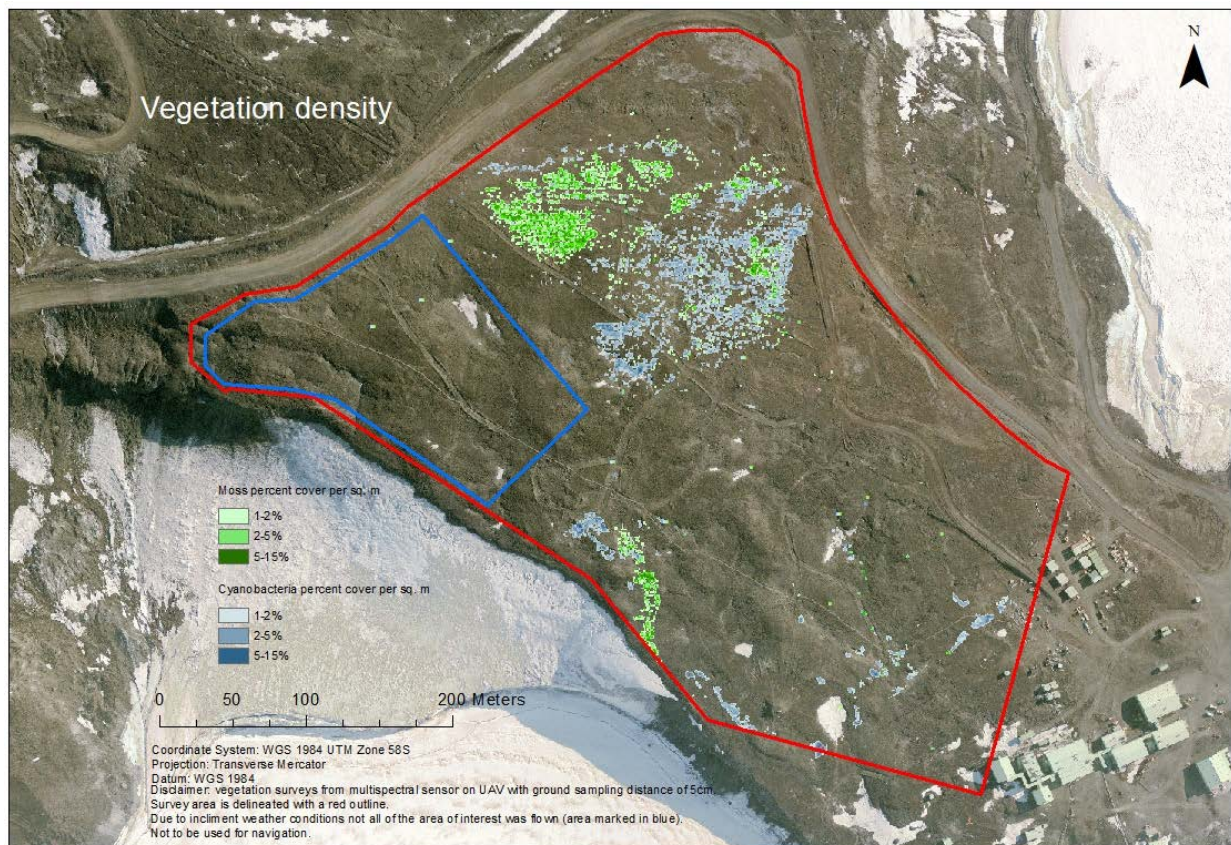 N
Vegetation density
Moss percent cover per sq. m
1-2%
2-5%
5-15%
Cyanobacteria percent cover per sq. m
1-2%
2-5%
5-15%
0 50 100 200 Meters
Coordinate System: WGS 1984 UTM Zone 58S
Projection: Transverse Mercator
Datum: WGS 1984
Disclaimer: vegetation surveys from multispectral sensor on UAV with ground sampling distance of 5cm.
Survey area is delineated with a red outline.
Due to incliment weather conditions not all of the area of interest was flown (area marked in blue).
Not to be used for navigation.